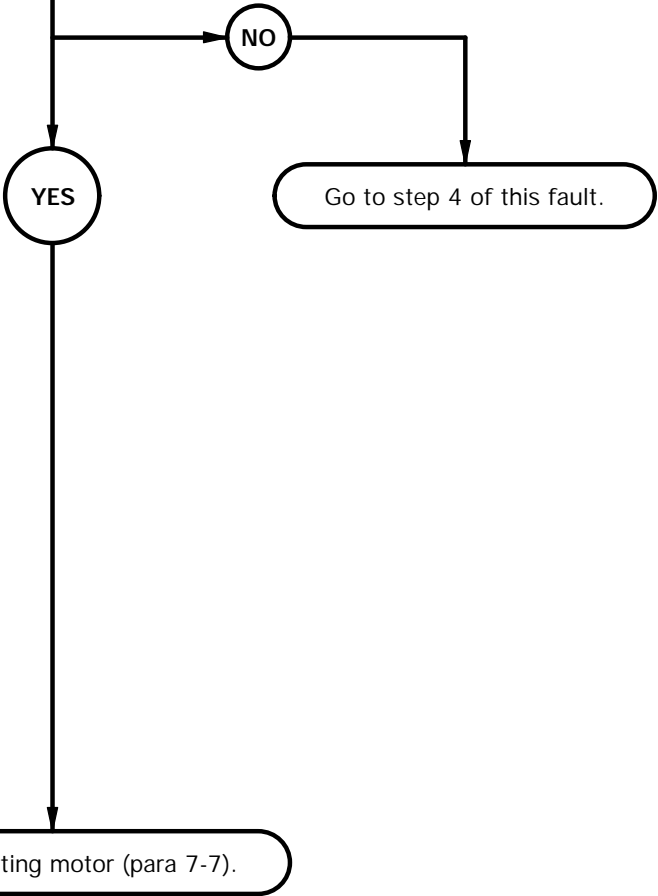 NO
YES
Go to step 4 of this fault.
ting motor (para 7-7).